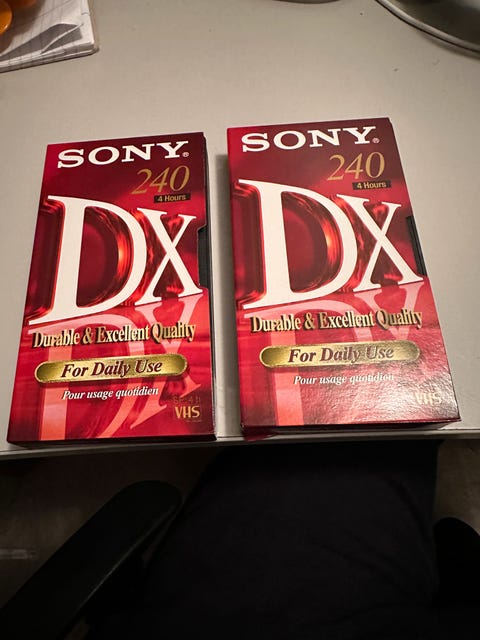 SONY®
240
4 Hours
DX
Durable & Excellent Quality
For Daily Use
Pour usage quotidien
VHS
SONY®
240
4 Hours
DX
Durable & Excellent Quality
For Daily Use
Pour usage quotidien
VHS